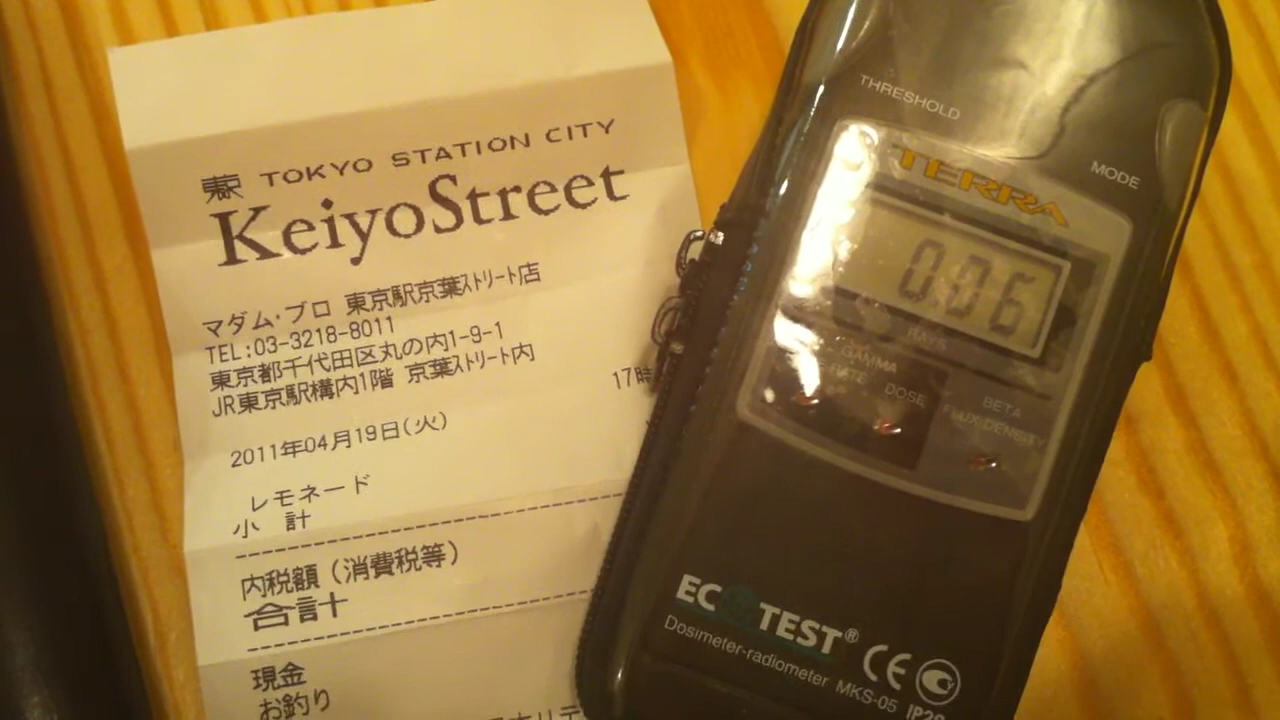 東京 TOKYO STATION CITY
KeiyoStreet
マダム・ブロ 東京駅京葉ｽﾄﾘｰﾄ店
TEL:03-3218-8011
東京都千代田区丸の内1-9-1
JR東京駅構内1階 京葉ｽﾄﾘｰﾄ内
2011年04月19日(火) 17時
レモネード
小 計
内税額(消費税等)
合計
現金
お釣り
THRESHOLD
MODE
TERRA
0.06
RAYS
GAMMA
RATE DOSE
BETA
FLUX DENSITY
ECOTEST®
Dosimeter-radiometer MKS-05
CE
IP20